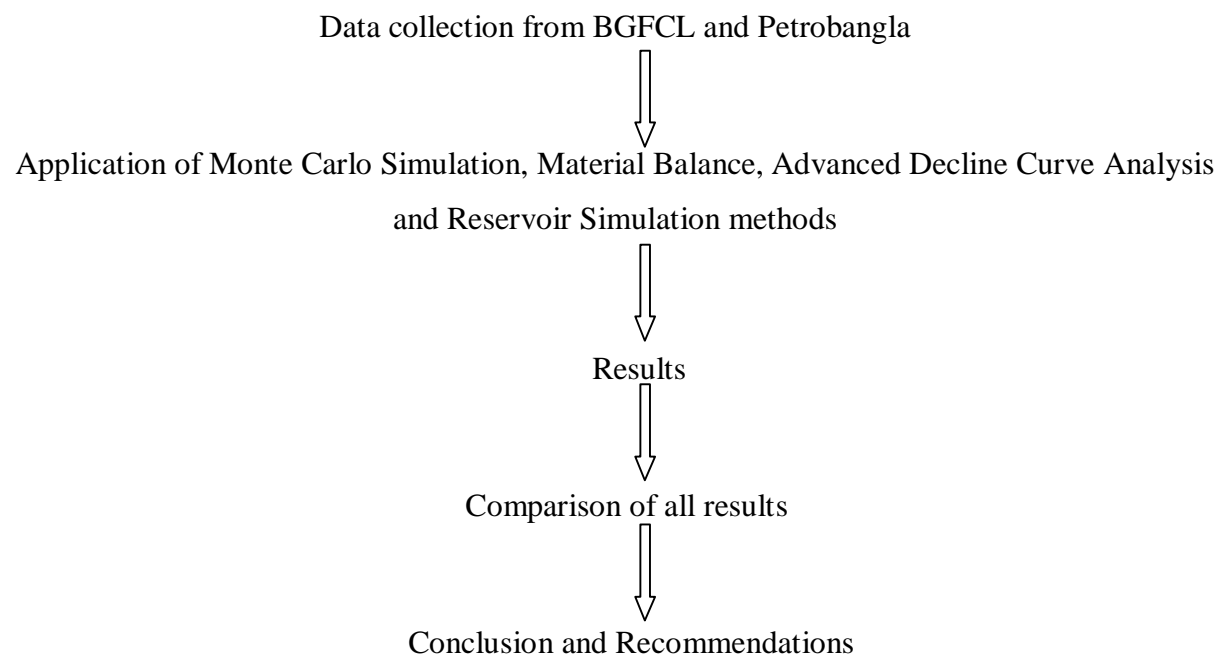 Data collection from BGFCL and Petrobangla
Application of Monte Carlo Simulation, Material Balance, Advanced Decline Curve Analysis
and Reservoir Simulation methods
Results
Comparison of all results
Conclusion and Recommendations